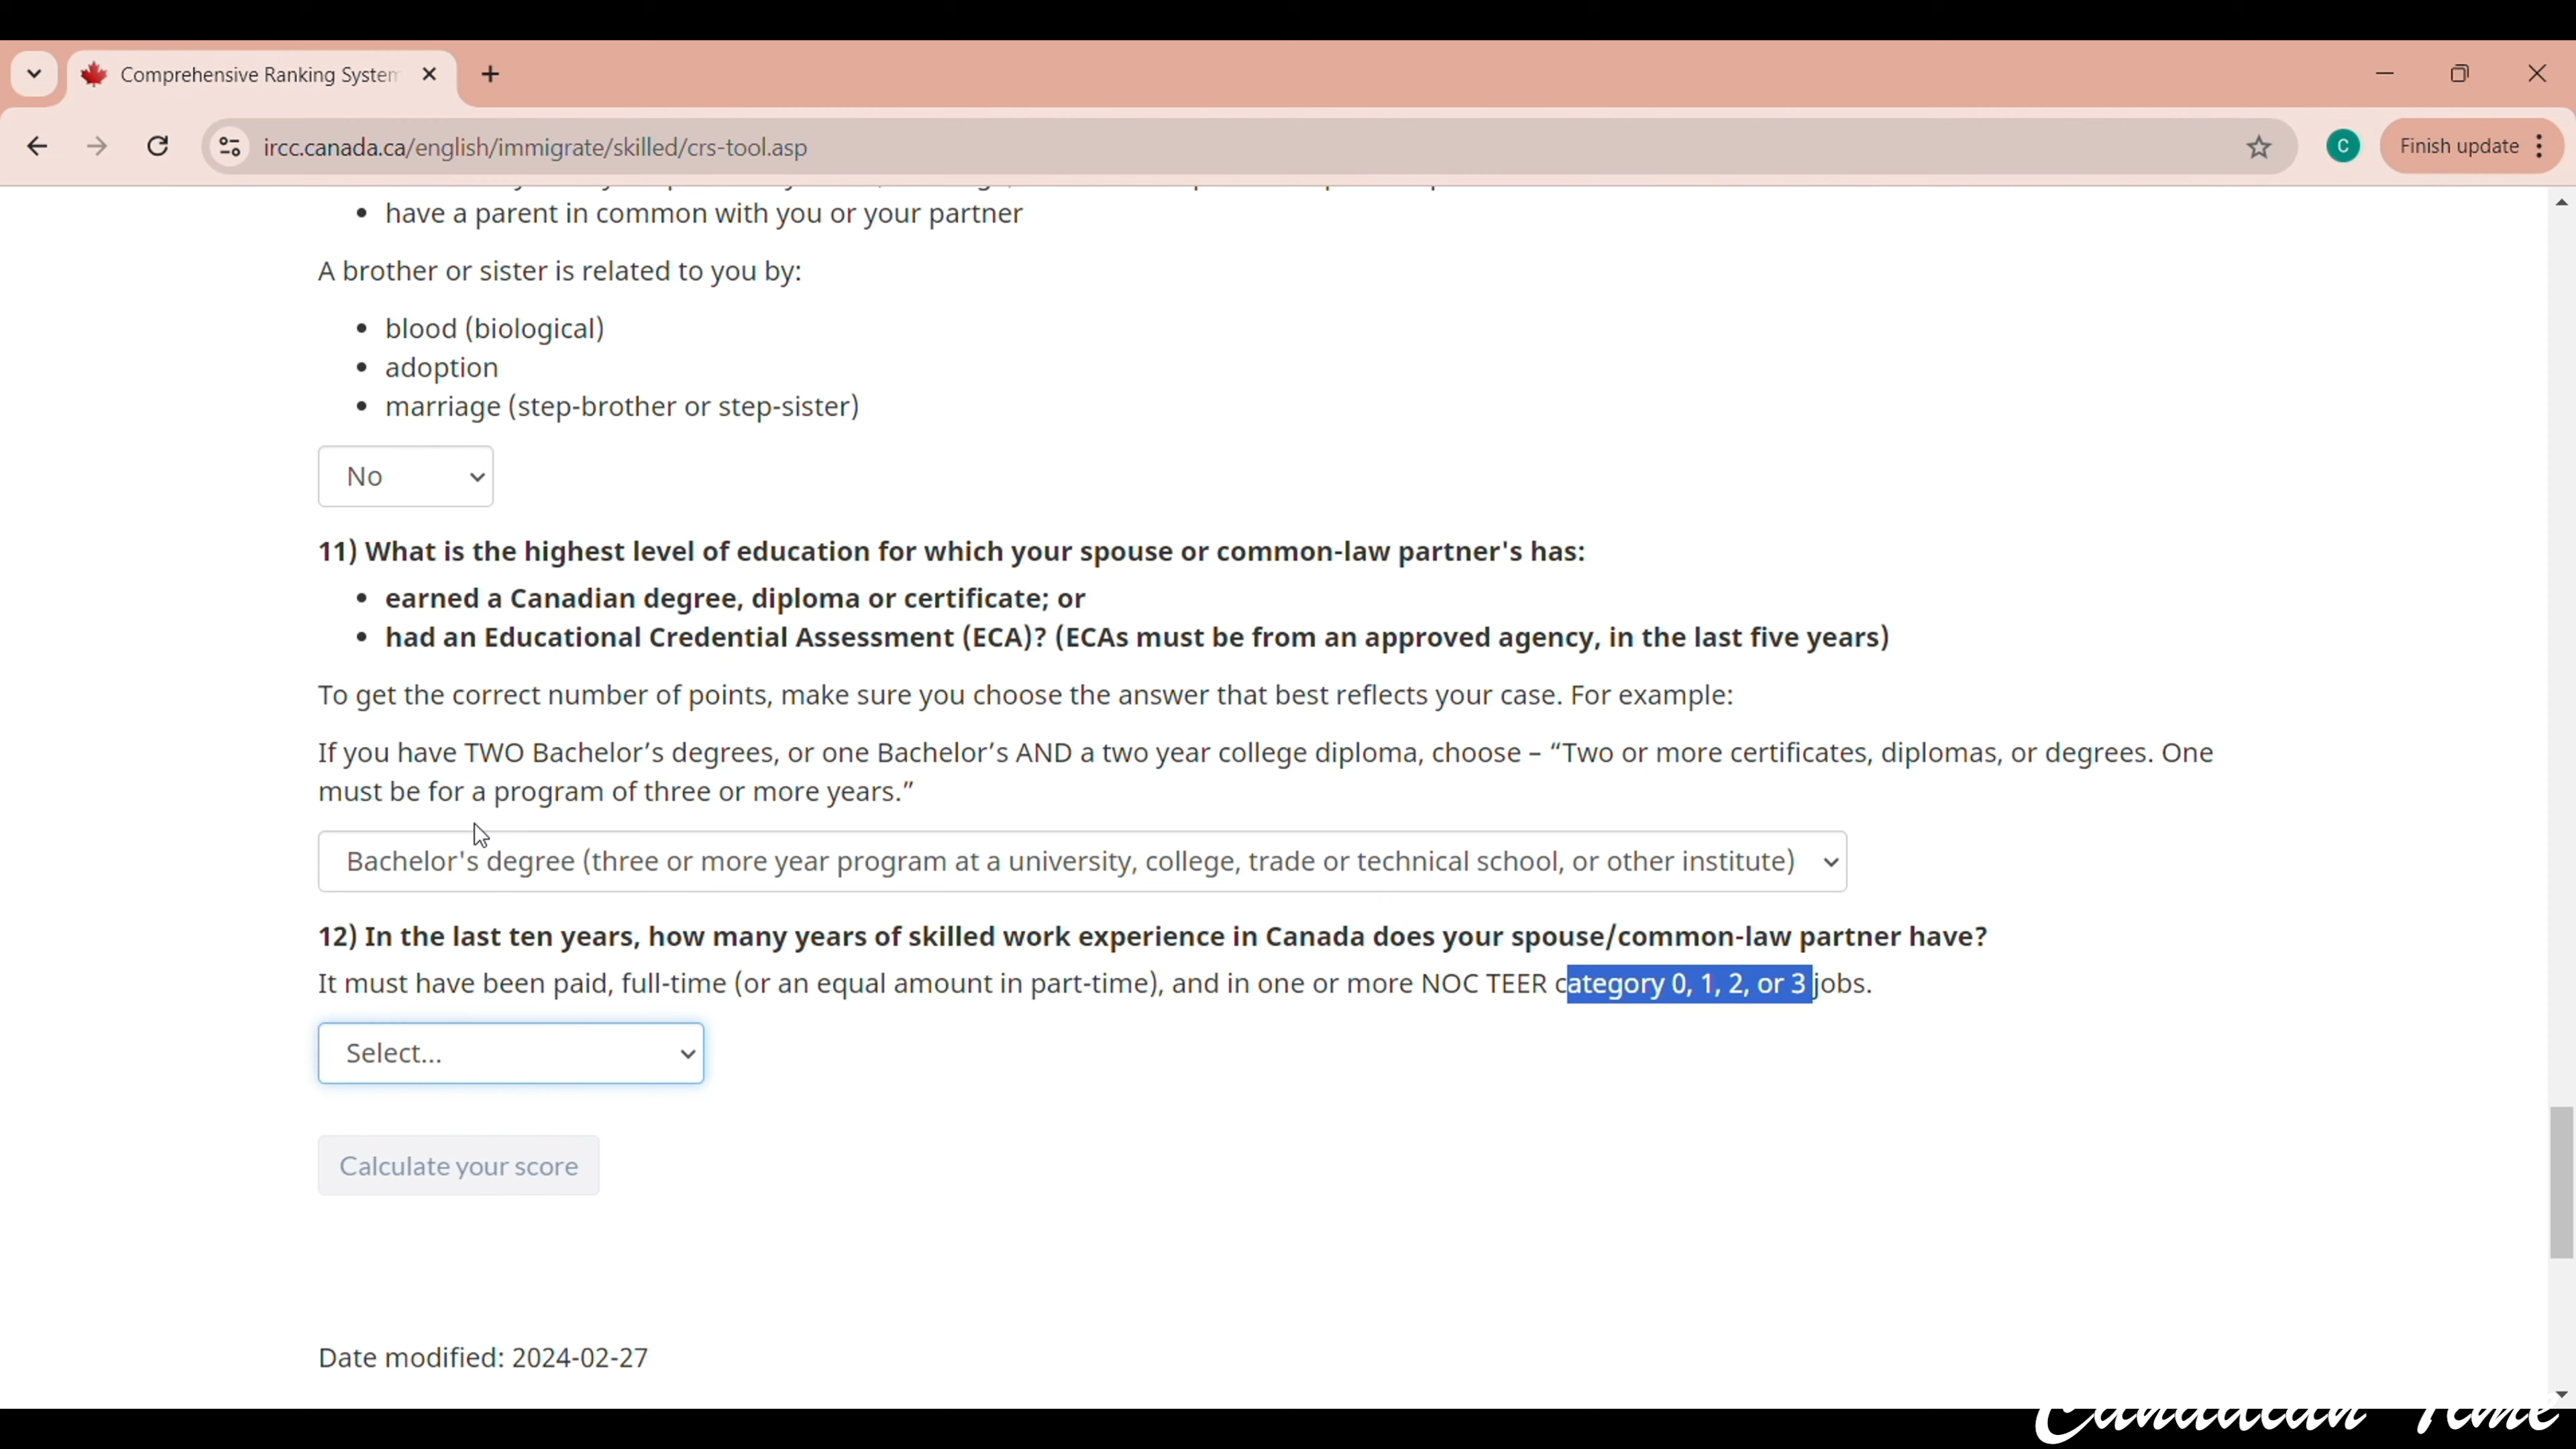 Comprehensive Ranking System
ircc.canada.ca/english/immigrate/skilled/crs-tool.asp
C
Finish update
have a parent in common with you or your partner
A brother or sister is related to you by:
blood (biological)
adoption
marriage (step-brother or step-sister)
No
11) What is the highest level of education for which your spouse or common-law partner's has:
earned a Canadian degree, diploma or certificate; or
had an Educational Credential Assessment (ECA)? (ECAs must be from an approved agency, in the last five years)
To get the correct number of points, make sure you choose the answer that best reflects your case. For example:
If you have TWO Bachelor’s degrees, or one Bachelor’s AND a two year college diploma, choose – “Two or more certificates, diplomas, or degrees. One
must be for a program of three or more years.”
Bachelor's degree (three or more year program at a university, college, trade or technical school, or other institute)
12) In the last ten years, how many years of skilled work experience in Canada does your spouse/common-law partner have?
It must have been paid, full-time (or an equal amount in part-time), and in one or more NOC TEER category 0, 1, 2, or 3 jobs.
Select...
Calculate your score
Date modified: 2024-02-27
Canadian Time